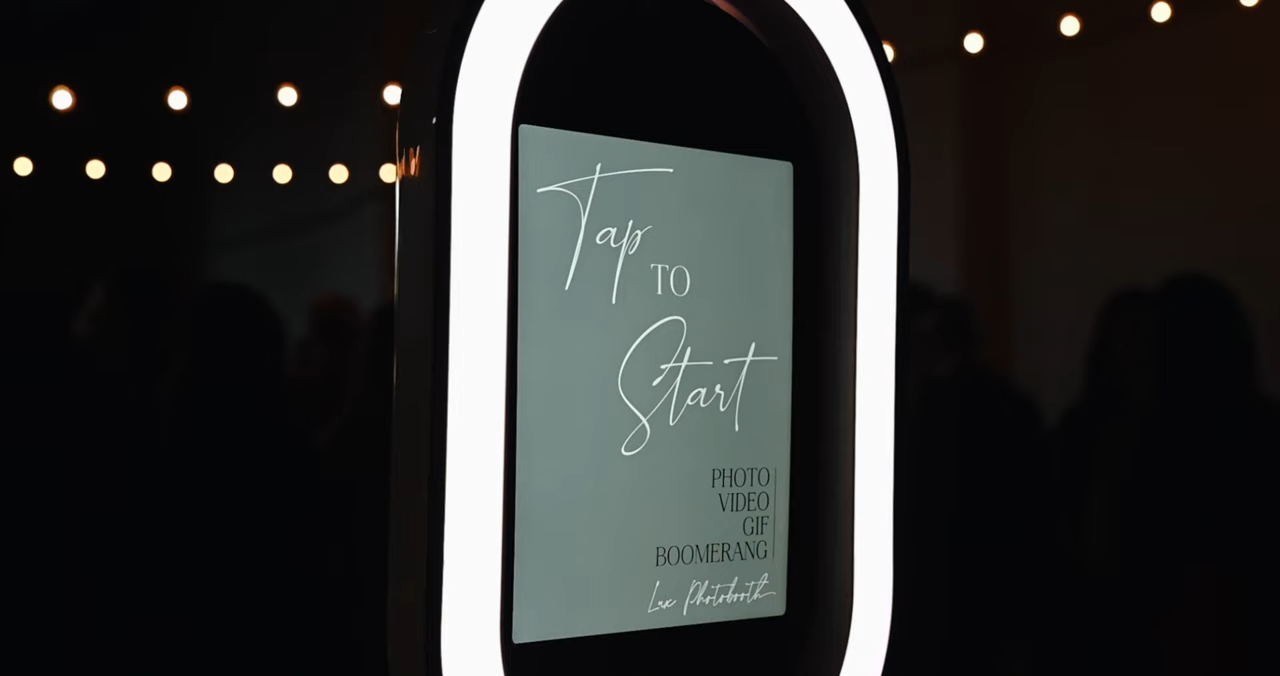 Tap
TO
Start
PHOTO
VIDEO
GIF
BOOMERANG
Lux Photobooth